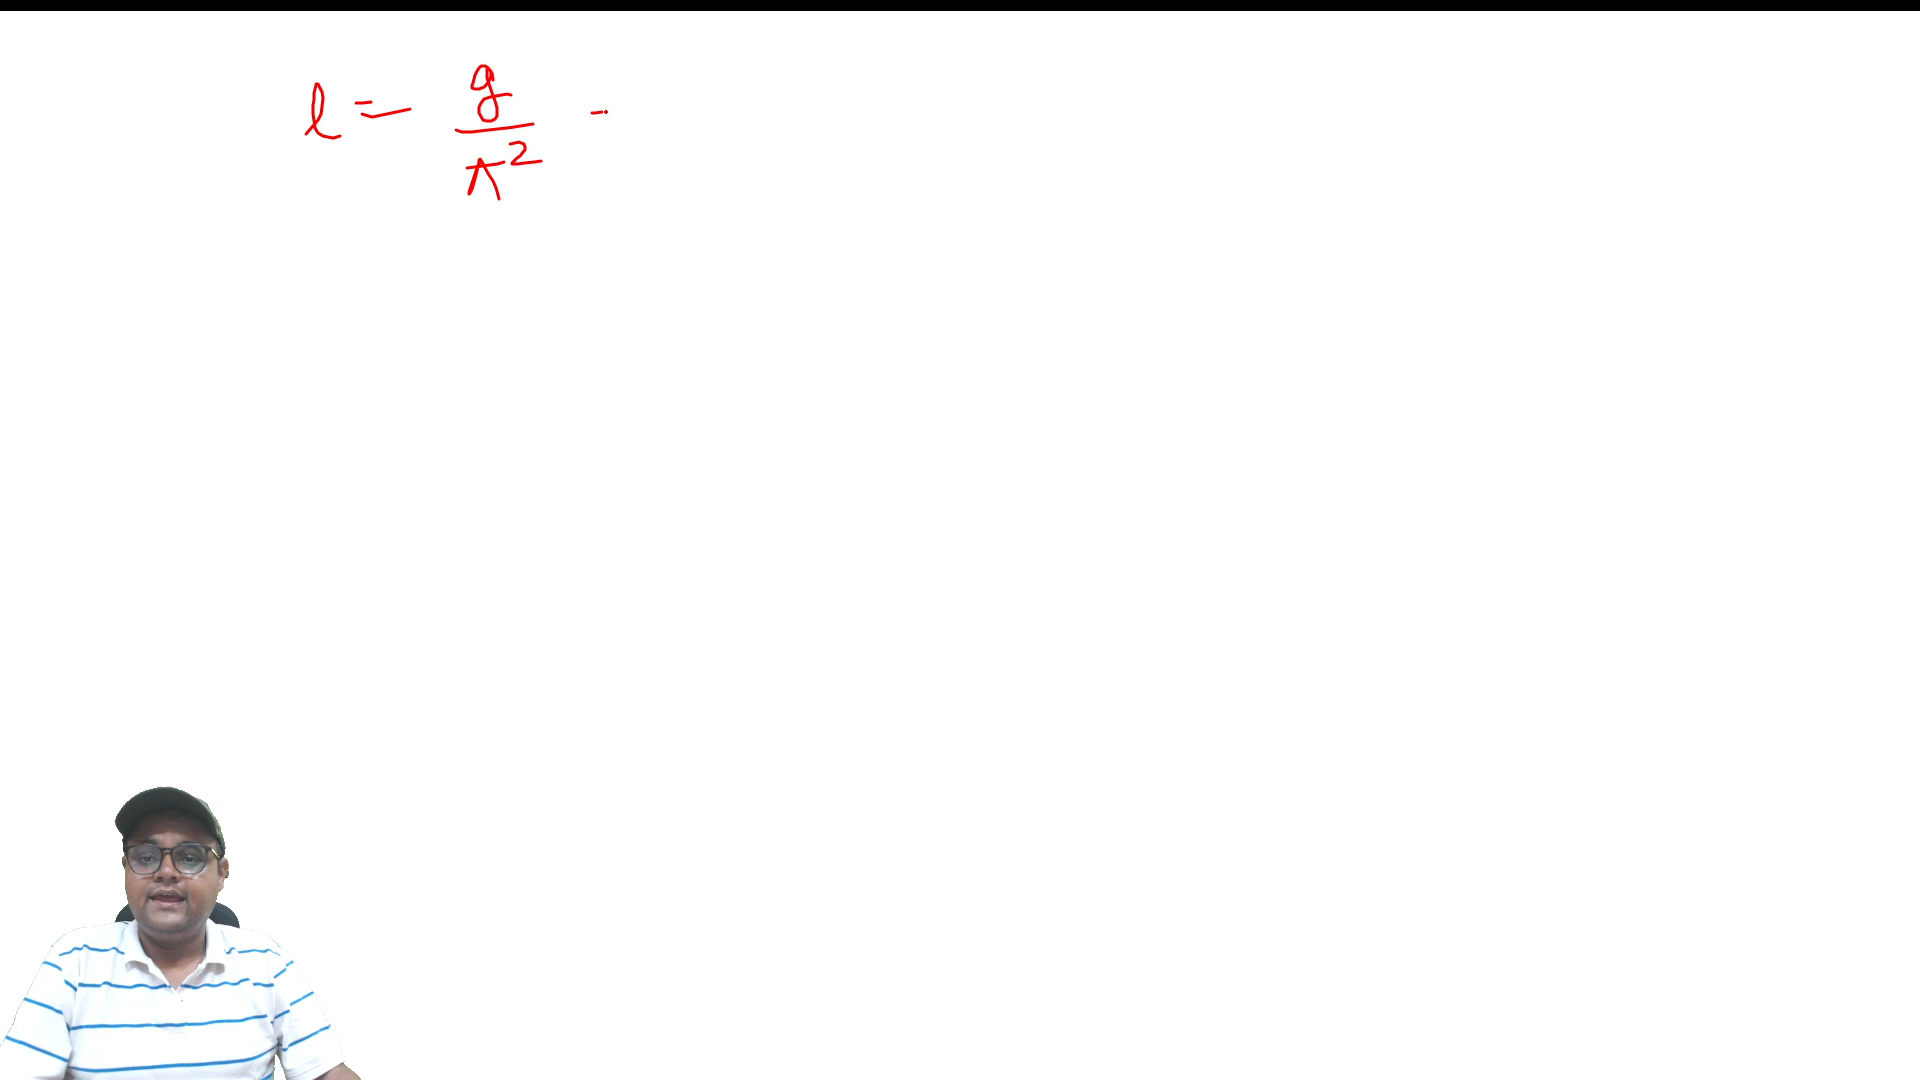 l = g/π² -